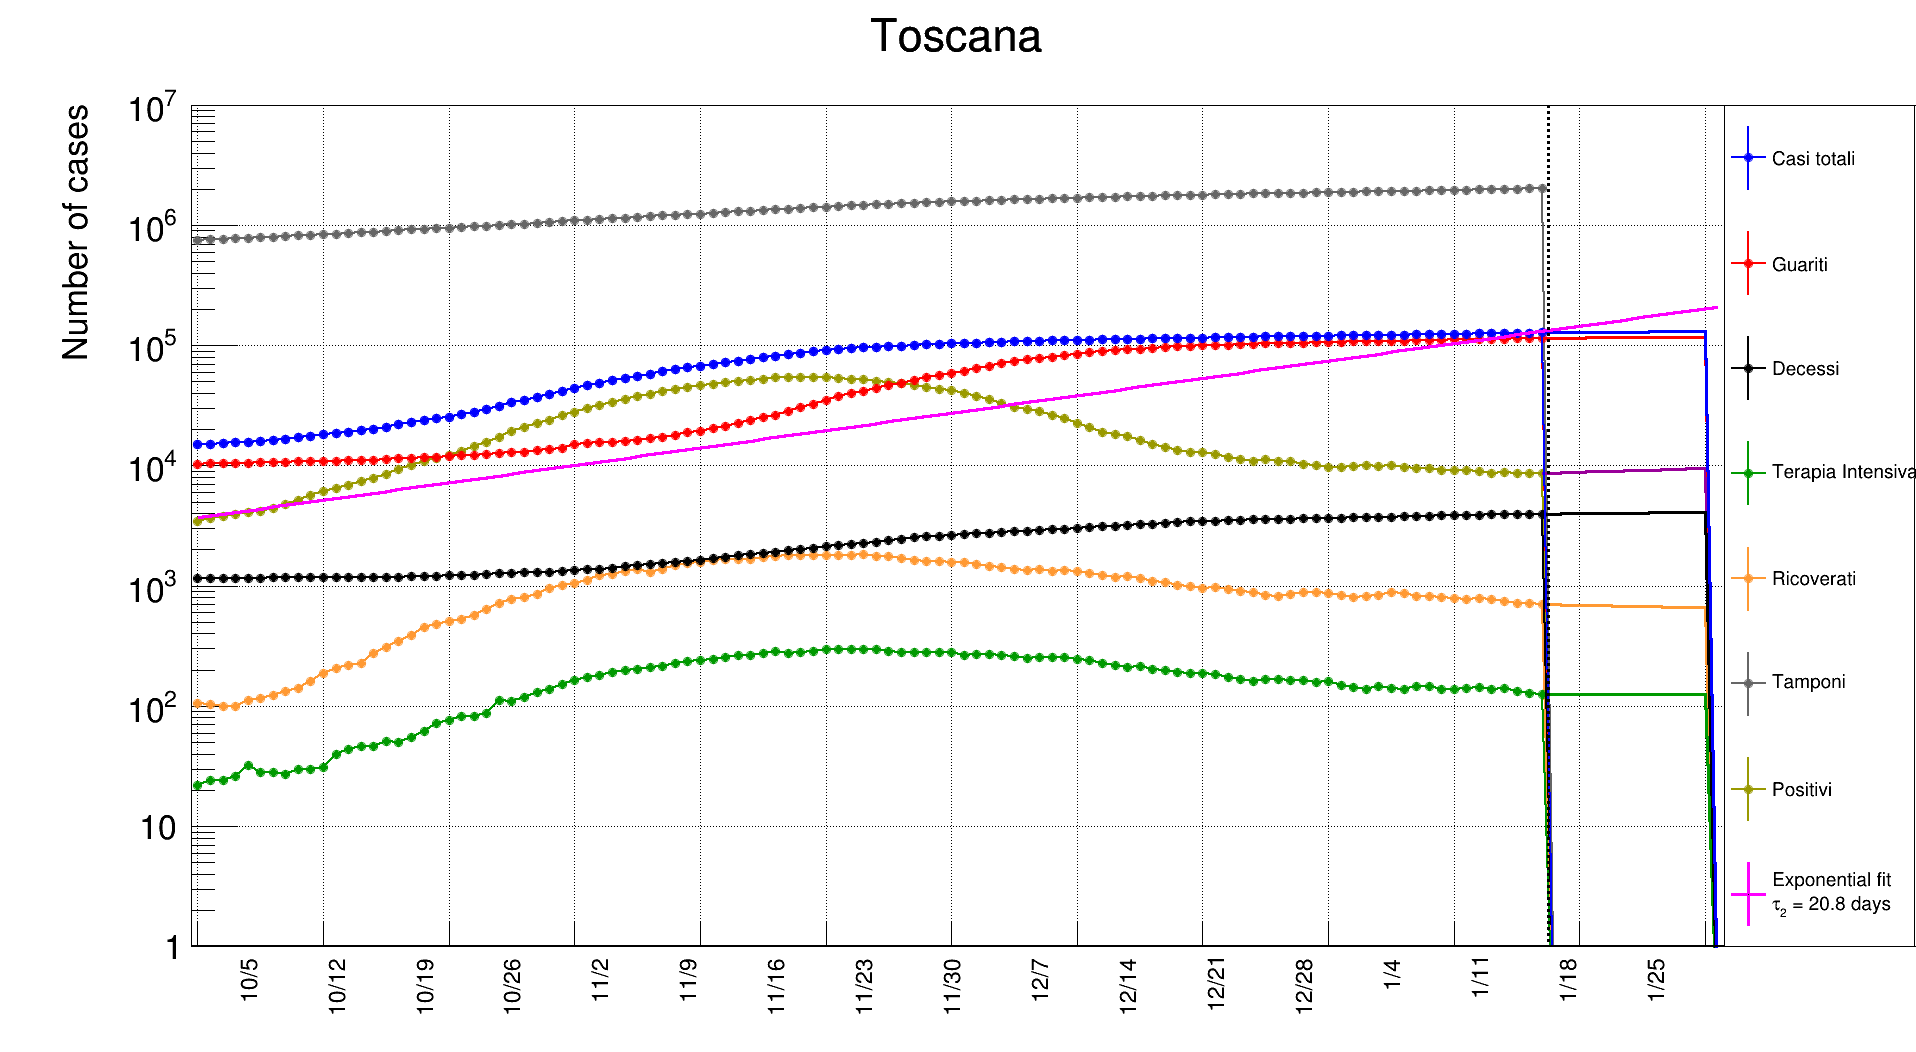 Toscana
Number of cases
10^7
10^6
10^5
10^4
10^3
10^2
10
1
10/5
10/12
10/19
10/26
11/2
11/9
11/16
11/23
11/30
12/7
12/14
12/21
12/28
1/4
1/11
1/18
1/25
Casi totali
Guariti
Decessi
Terapia Intensiva
Ricoverati
Tamponi
Positivi
Exponential fit
τ_2 = 20.8 days